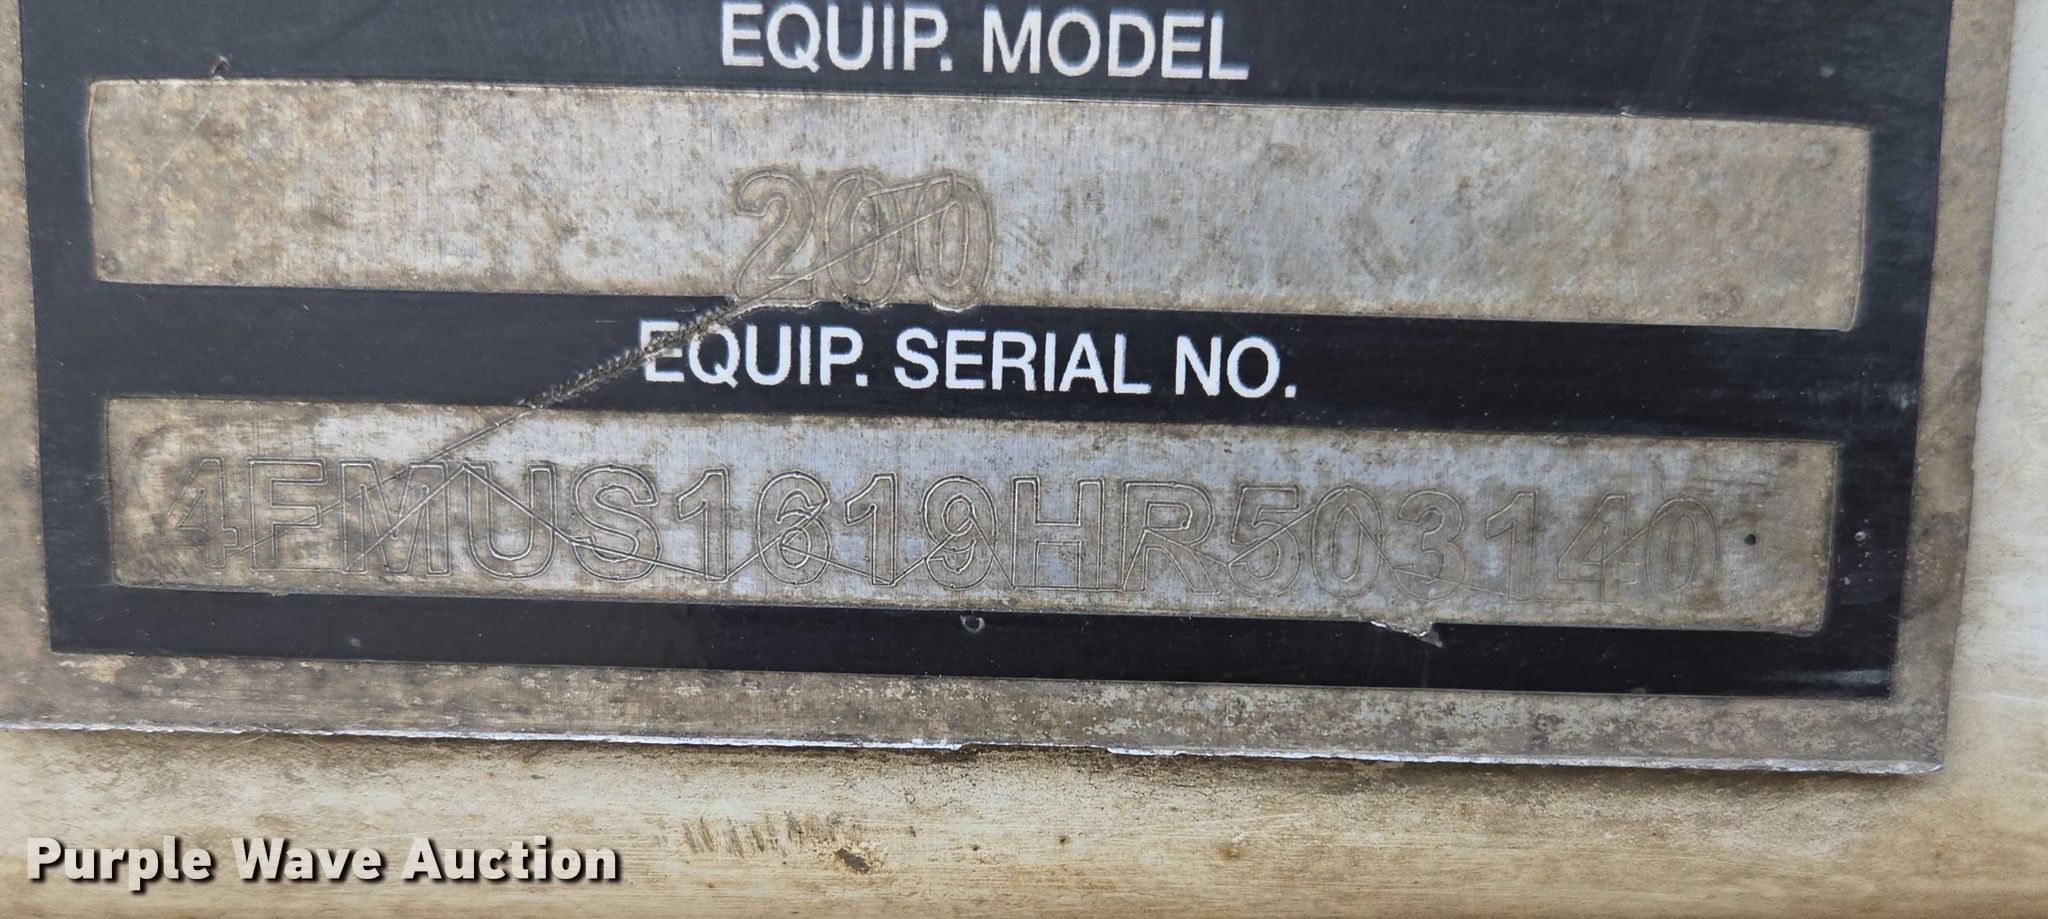 EQUIP. MODEL
200
EQUIP. SERIAL NO.
4FMUS1619HR503140
Purple Wave Auction